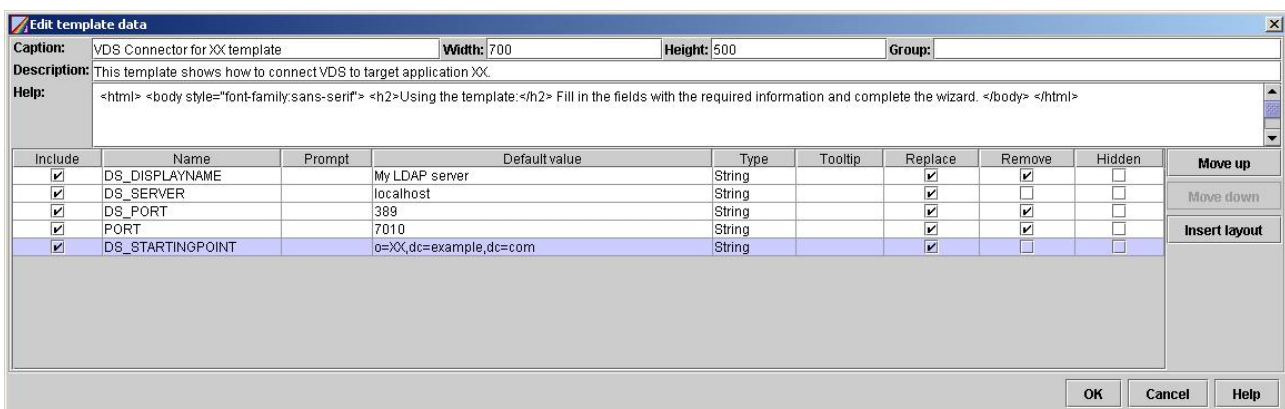 Edit template data
Caption: VDS Connector for XX template Width: 700 Height: 500 Group:
Description: This template shows how to connect VDS to target application XX.
Help: <html> <body style="font-family:sans-serif"> <h2>Using the template:</h2> Fill in the fields with the required information and complete the wizard. </body> </html>
Include Name Prompt Default value Type Tooltip Replace Remove Hidden Move up
DS_DISPLAYNAME My LDAP server String
DS_SERVER localhost String Move down
DS_PORT 389 String
PORT 7010 String Insert layout
DS_STARTINGPOINT o=XX,dc=example,dc=com String
OK Cancel Help